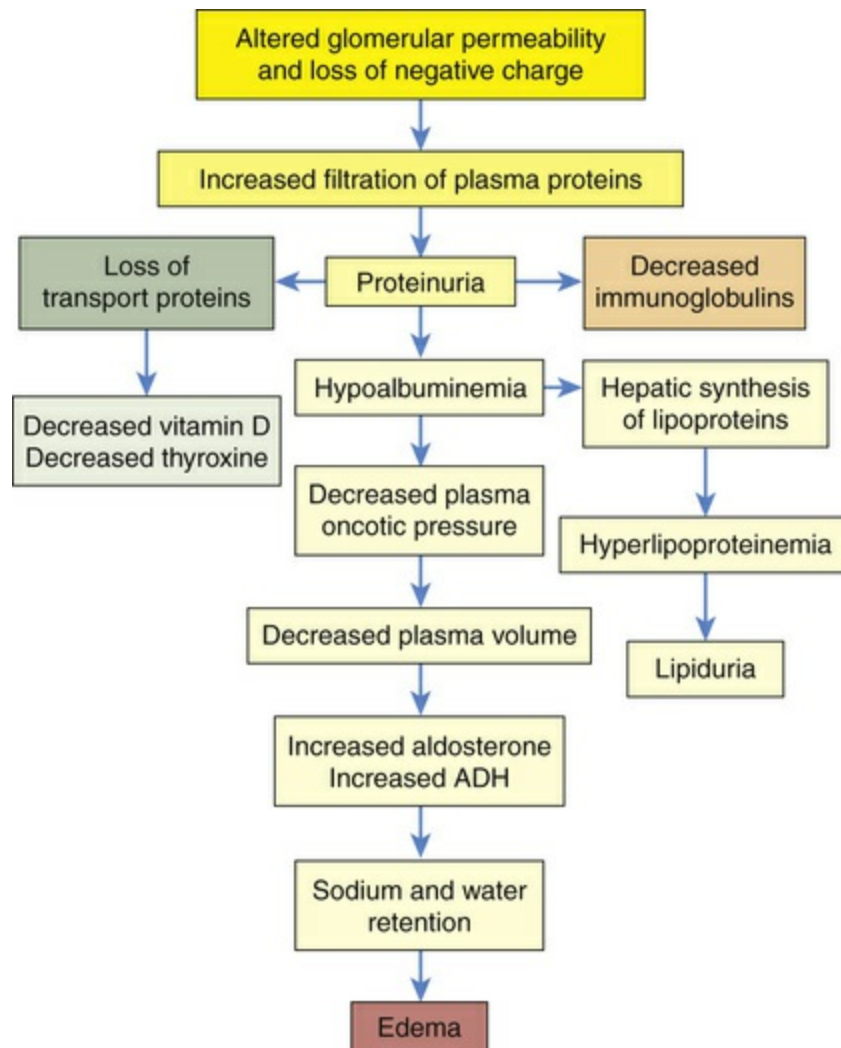 Altered glomerular permeability
and loss of negative charge
Increased filtration of plasma proteins
Loss of
transport proteins
Proteinuria
Decreased
immunoglobulins
Decreased vitamin D
Decreased thyroxine
Hypoalbuminemia
Hepatic synthesis
of lipoproteins
Decreased plasma
oncotic pressure
Hyperlipoproteinemia
Decreased plasma volume
Lipiduria
Increased aldosterone
Increased ADH
Sodium and water
retention
Edema